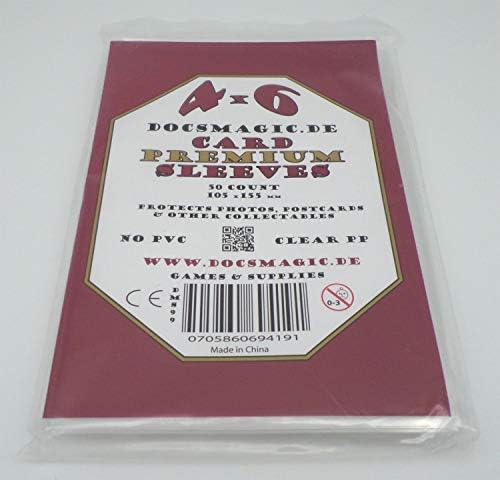 4x6
DOCSMAGIC.DE
CARD
PREMIUM
SLEEVES
50 COUNT
105 x 155 MM
PROTECTS PHOTOS, POSTCARDS
& OTHER COLLECTABLES
NO PVC CLEAR PP
WWW.DOCSMAGIC.DE
GAMES & SUPPLIES
CE DMS99 0-3
0705860694191
Made in China